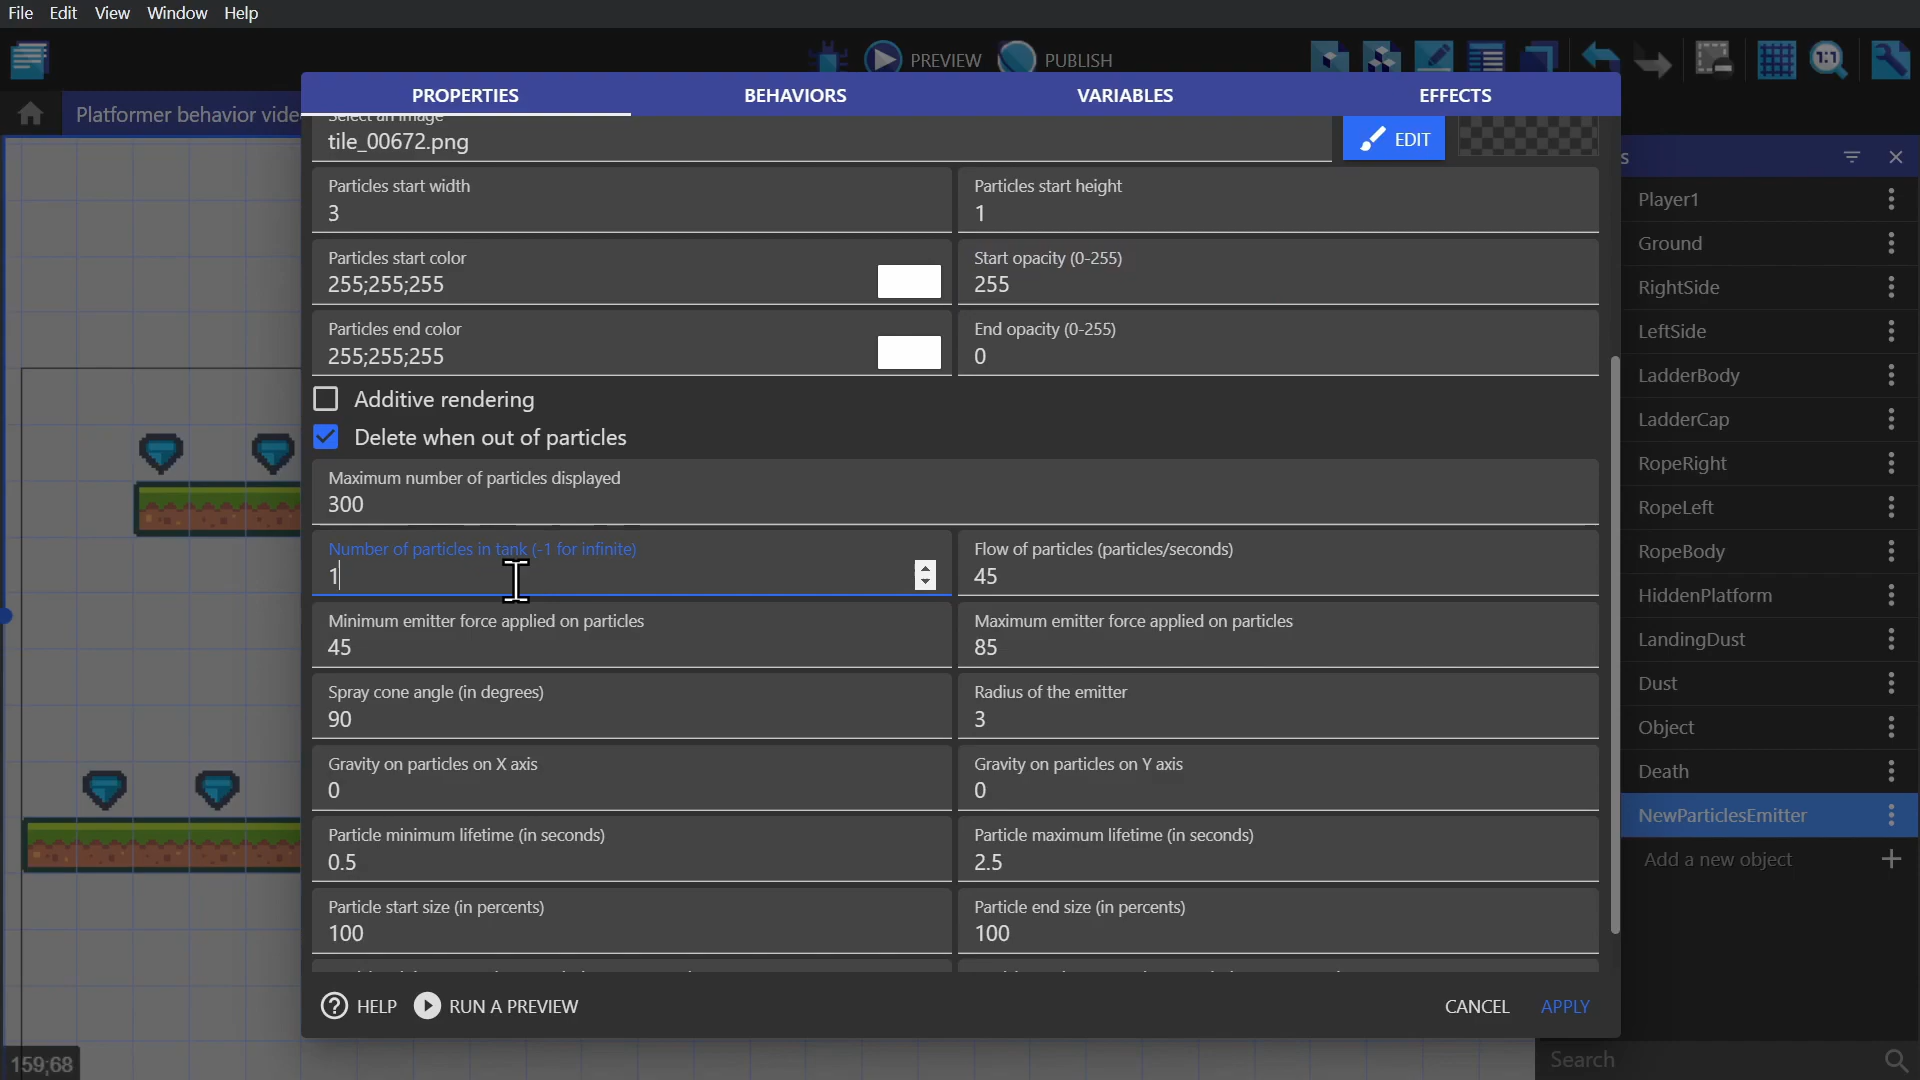 File Edit View Window Help
PREVIEW PUBLISH
Platformer behavior vide
PROPERTIES BEHAVIORS VARIABLES EFFECTS
Select an image
tile_00672.png
EDIT
Particles start width
3
Particles start height
1
Particles start color
255;255;255
Start opacity (0-255)
255
Particles end color
255;255;255
End opacity (0-255)
0
Additive rendering
Delete when out of particles
Maximum number of particles displayed
300
Number of particles in tank (-1 for infinite)
1
Flow of particles (particles/seconds)
45
Minimum emitter force applied on particles
45
Maximum emitter force applied on particles
85
Spray cone angle (in degrees)
90
Radius of the emitter
3
Gravity on particles on X axis
0
Gravity on particles on Y axis
0
Particle minimum lifetime (in seconds)
0.5
Particle maximum lifetime (in seconds)
2.5
Particle start size (in percents)
100
Particle end size (in percents)
100
HELP RUN A PREVIEW CANCEL APPLY
s
Player1
Ground
RightSide
LeftSide
LadderBody
LadderCap
RopeRight
RopeLeft
RopeBody
HiddenPlatform
LandingDust
Dust
Object
Death
NewParticlesEmitter
Add a new object
Search
159;68
1:1